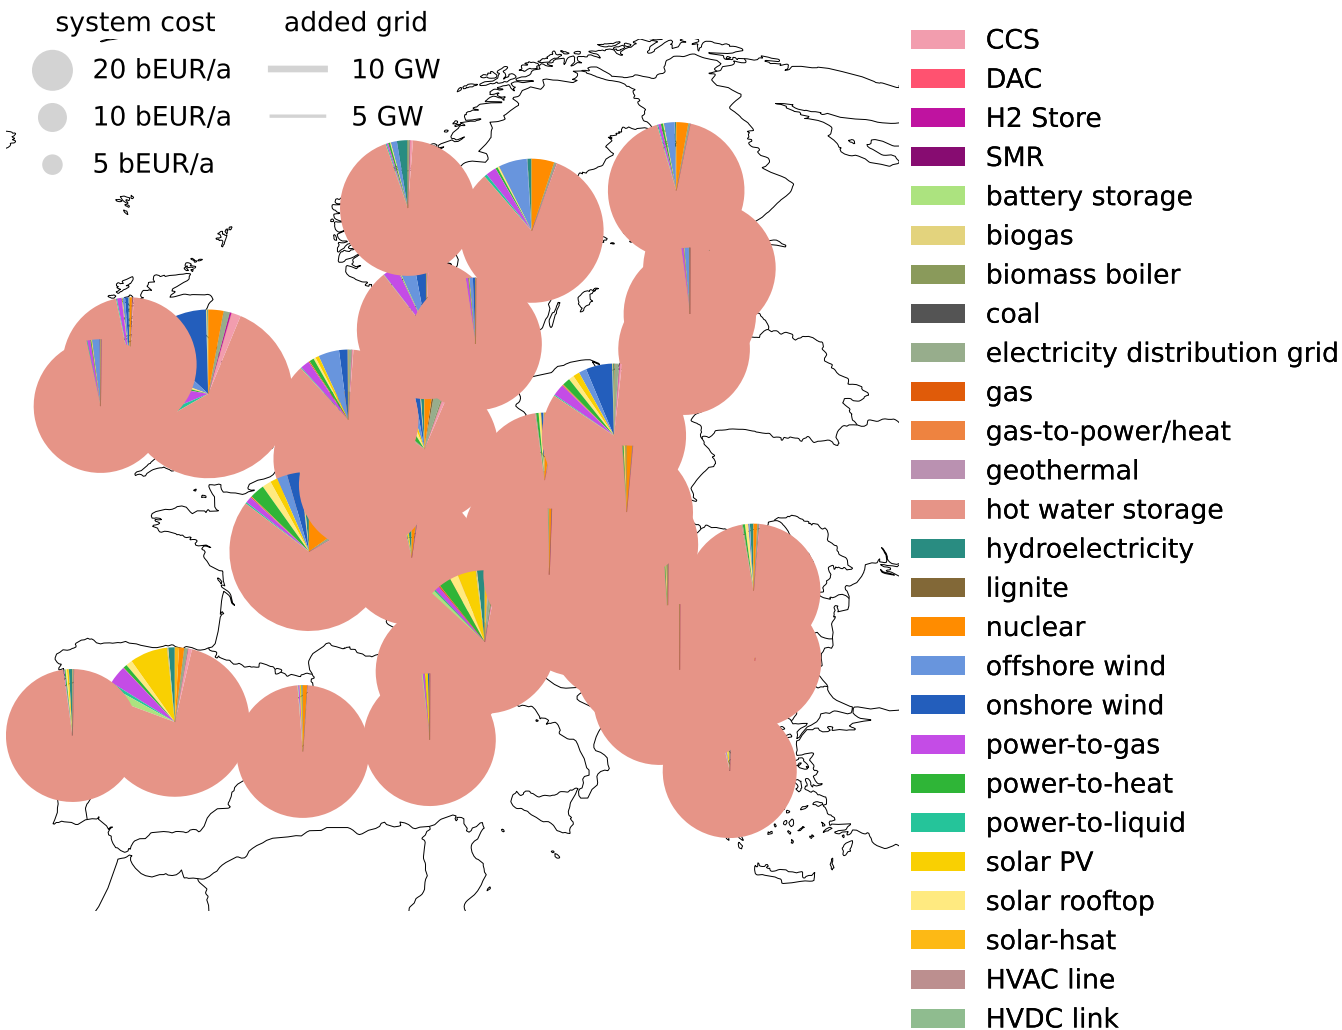 system cost
20 bEUR/a
10 bEUR/a
5 bEUR/a
added grid
10 GW
5 GW
CCS
DAC
H2 Store
SMR
battery storage
biogas
biomass boiler
coal
electricity distribution grid
gas
gas-to-power/heat
geothermal
hot water storage
hydroelectricity
lignite
nuclear
offshore wind
onshore wind
power-to-gas
power-to-heat
power-to-liquid
solar PV
solar rooftop
solar-hsat
HVAC line
HVDC link